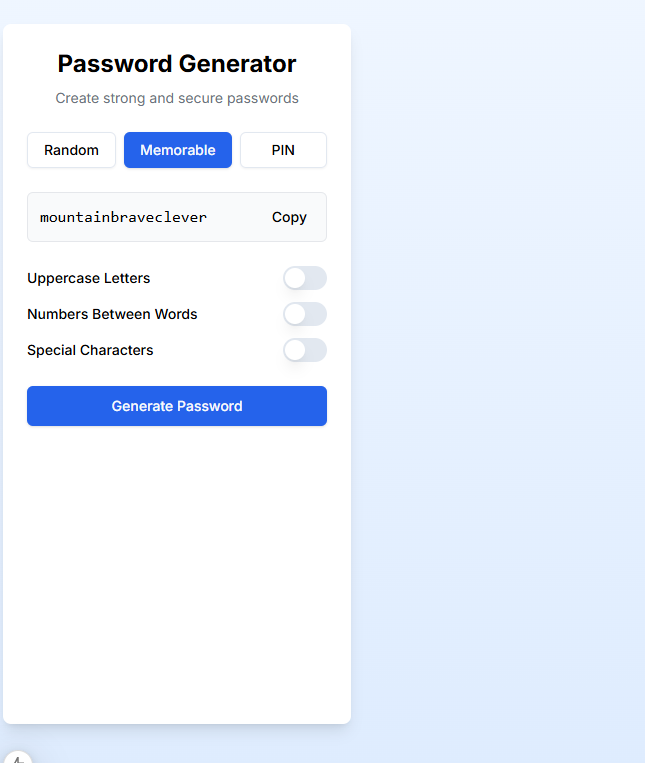 Password Generator
Create strong and secure passwords
Random Memorable PIN
mountainbraveclever Copy
Uppercase Letters
Numbers Between Words
Special Characters
Generate Password